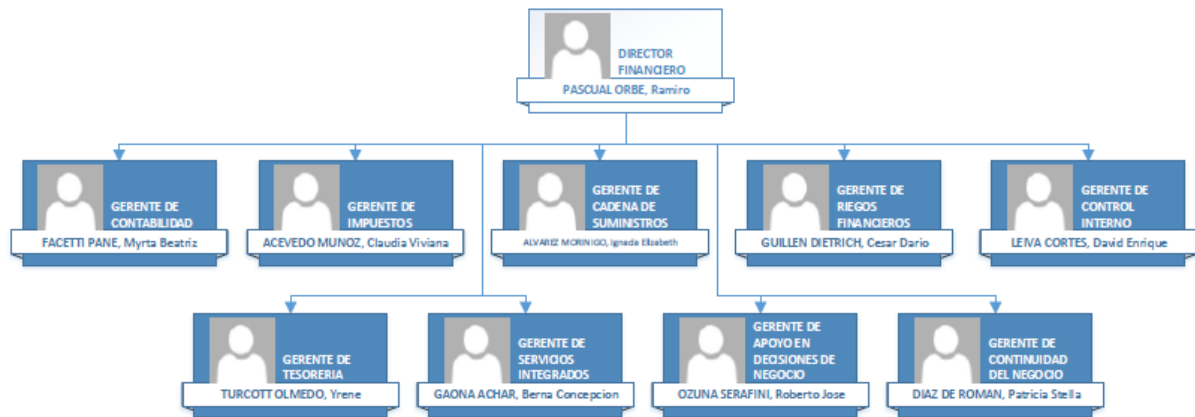 DIRECTOR
FINANCIERO
PASCUAL ORBE, Ramiro
GERENTE DE
CONTABILIDAD
FACETTI PANE, Myrta Beatriz
GERENTE DE
IMPUESTOS
ACEVEDO MUNOZ, Claudia Viviana
GERENTE DE
CADENA DE
SUMINISTROS
ALVAREZ MORINIGO, Ignacia Elizabeth
GERENTE DE
RIEGOS
FINANCIEROS
GUILLEN DIETRICH, Cesar Dario
GERENTE DE
CONTROL
INTERNO
LEIVA CORTES, David Enrique
GERENTE DE
TESORERIA
TURCOTT OLMEDO, Yrene
GERENTE DE
SERVICIOS
INTEGRADOS
GAONA ACHAR, Berna Concepcion
GERENTE DE
APOYO EN
DECISIONES DE
NEGOCIO
OZUNA SERAFINI, Roberto Jose
GERENTE DE
CONTINUIDAD
DEL NEGOCIO
DIAZ DE ROMAN, Patricia Stella